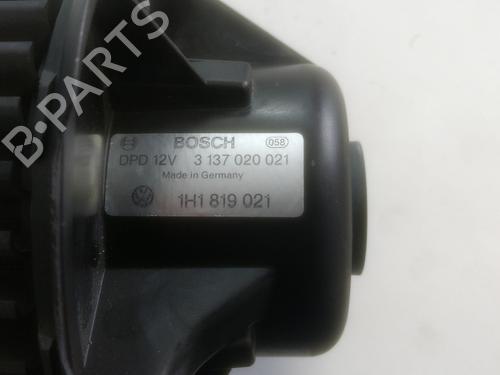 B-PARTS
BOSCH 058
DPD 12V 3 137 020 021
Made in Germany
1H1 819 021